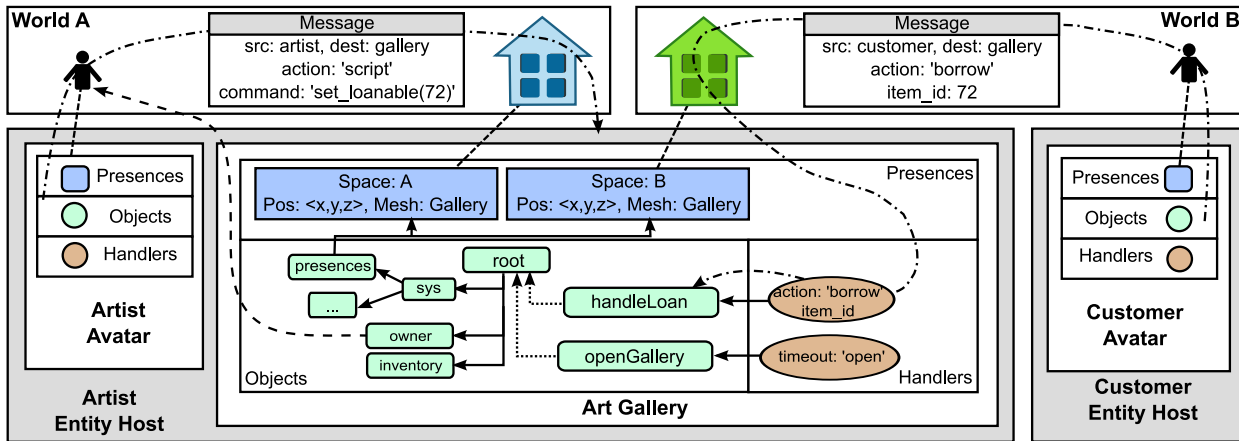 World A
Message
src: artist, dest: gallery
action: 'script'
command: 'set_loanable(72)'
Message
src: customer, dest: gallery
action: 'borrow'
item_id: 72
World B
Presences
Objects
Handlers
Artist
Avatar
Artist
Entity Host
Space: A
Pos: <x,y,z>, Mesh: Gallery
Space: B
Pos: <x,y,z>, Mesh: Gallery
Presences
presences
root
sys
...
owner
inventory
handleLoan
openGallery
Objects
action: 'borrow'
item_id
timeout: 'open'
Handlers
Art Gallery
Presences
Objects
Handlers
Customer
Avatar
Customer
Entity Host